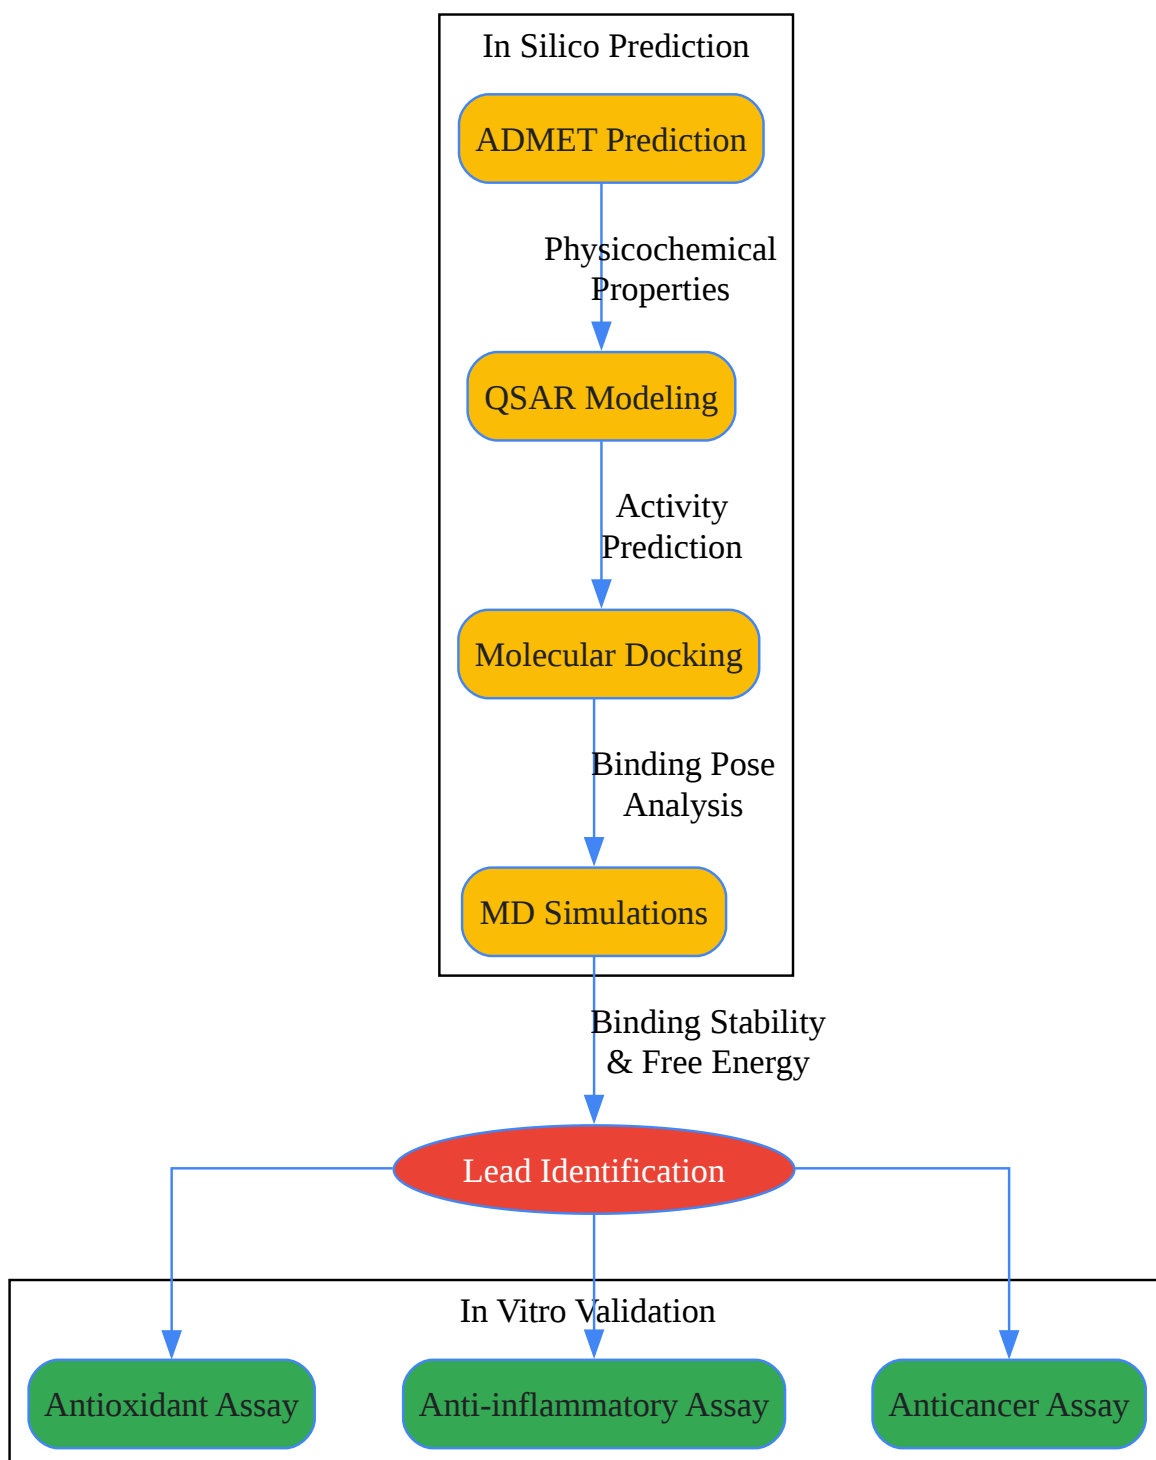 In Silico Prediction
ADMET Prediction
Physicochemical
Properties
QSAR Modeling
Activity
Prediction
Molecular Docking
Binding Pose
Analysis
MD Simulations
Binding Stability
& Free Energy
Lead Identification
In Vitro Validation
Antioxidant Assay
Anti-inflammatory Assay
Anticancer Assay